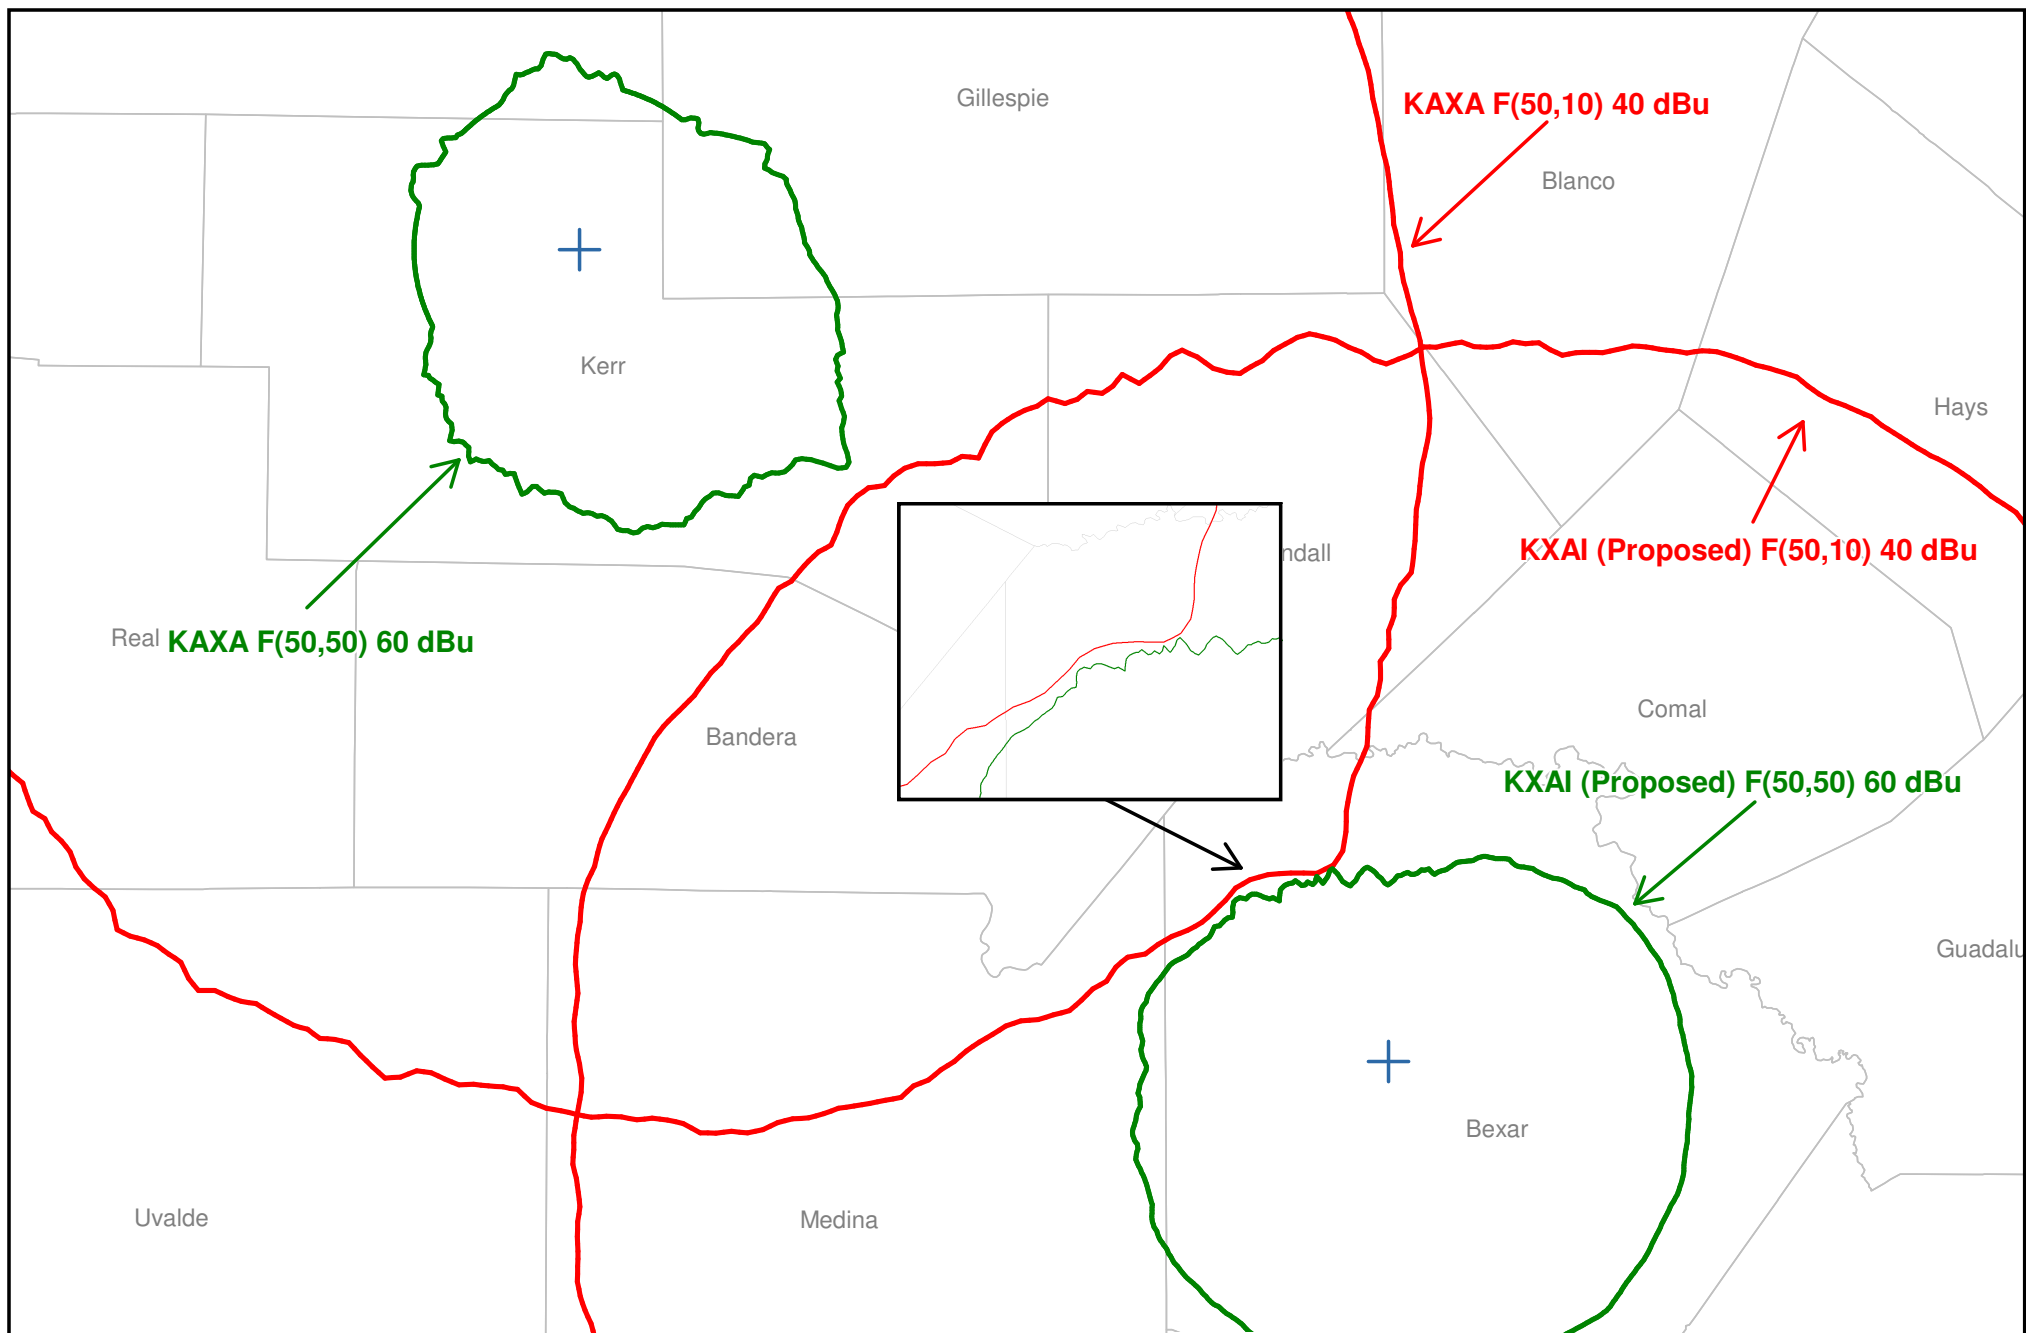 Gillespie
KAXA F(50,10) 40 dBu
Blanco
Kerr
Hays
ndall
KXAI (Proposed) F(50,10) 40 dBu
Real
KAXA F(50,50) 60 dBu
Bandera
Comal
KXAI (Proposed) F(50,50) 60 dBu
Guadalu
Bexar
Uvalde
Medina